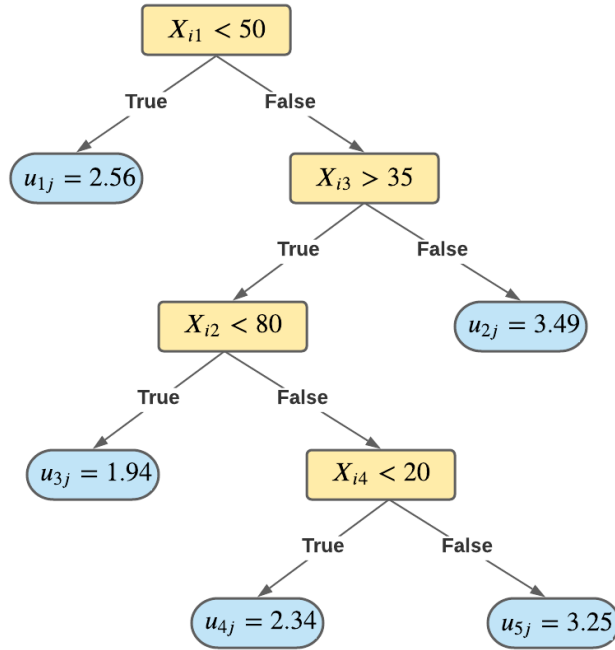 X_{i1} < 50
True False
u_{1j} = 2.56 X_{i3} > 35
True False
X_{i2} < 80 u_{2j} = 3.49
True False
u_{3j} = 1.94 X_{i4} < 20
True False
u_{4j} = 2.34 u_{5j} = 3.25